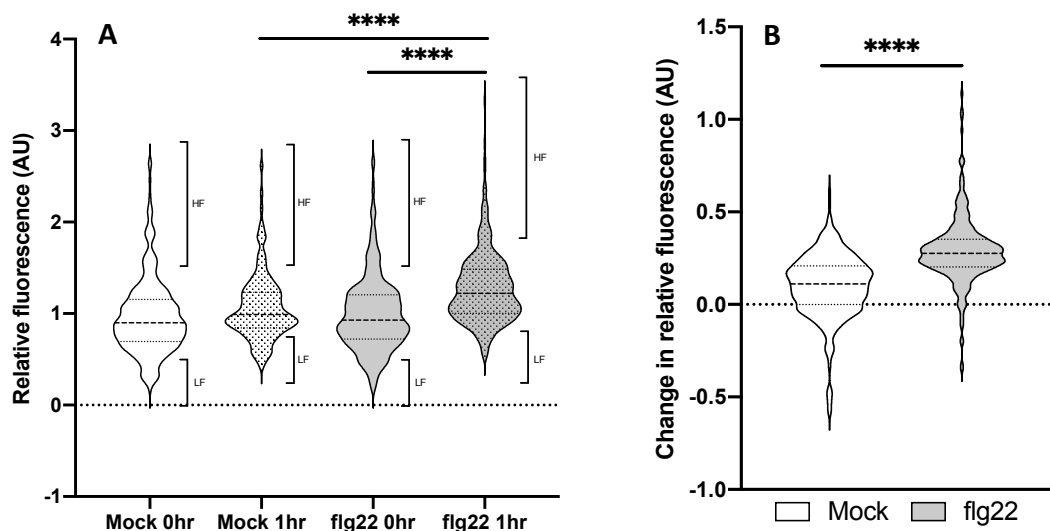 A
Relative fluorescence (AU)
4
3
2
1
0
-1
****
****
HF
HF
HF
HF
LF
LF
LF
LF
Mock 0hr
Mock 1hr
flg22 0hr
flg22 1hr
B
Change in relative fluorescence (AU)
1.5
1.0
0.5
0.0
-0.5
-1.0
****
Mock
flg22